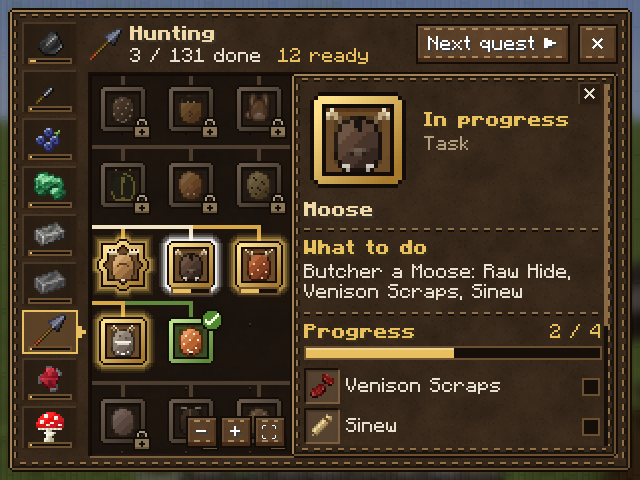 Hunting
3 / 131 done 12 ready
Next quest
In progress
Task
Moose
What to do
Butcher a Moose: Raw Hide,
Venison Scraps, Sinew
Progress 2 / 4
Venison Scraps
Sinew